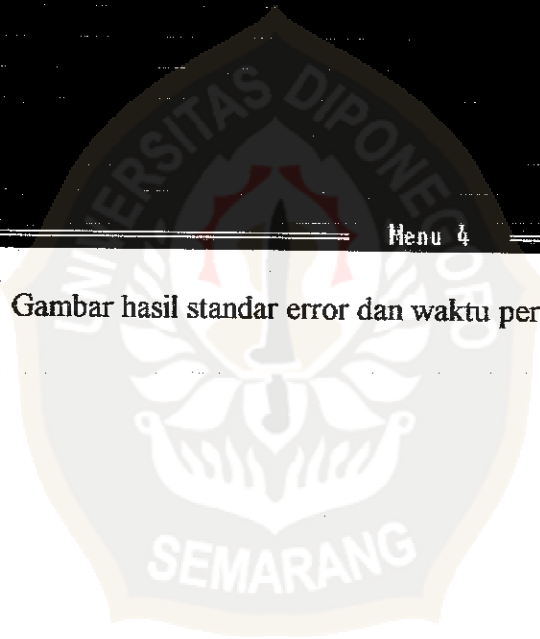 UNIVERSITAS DIPONEGORO
Menu 4
Gambar hasil standar error dan waktu per
SEMARANG